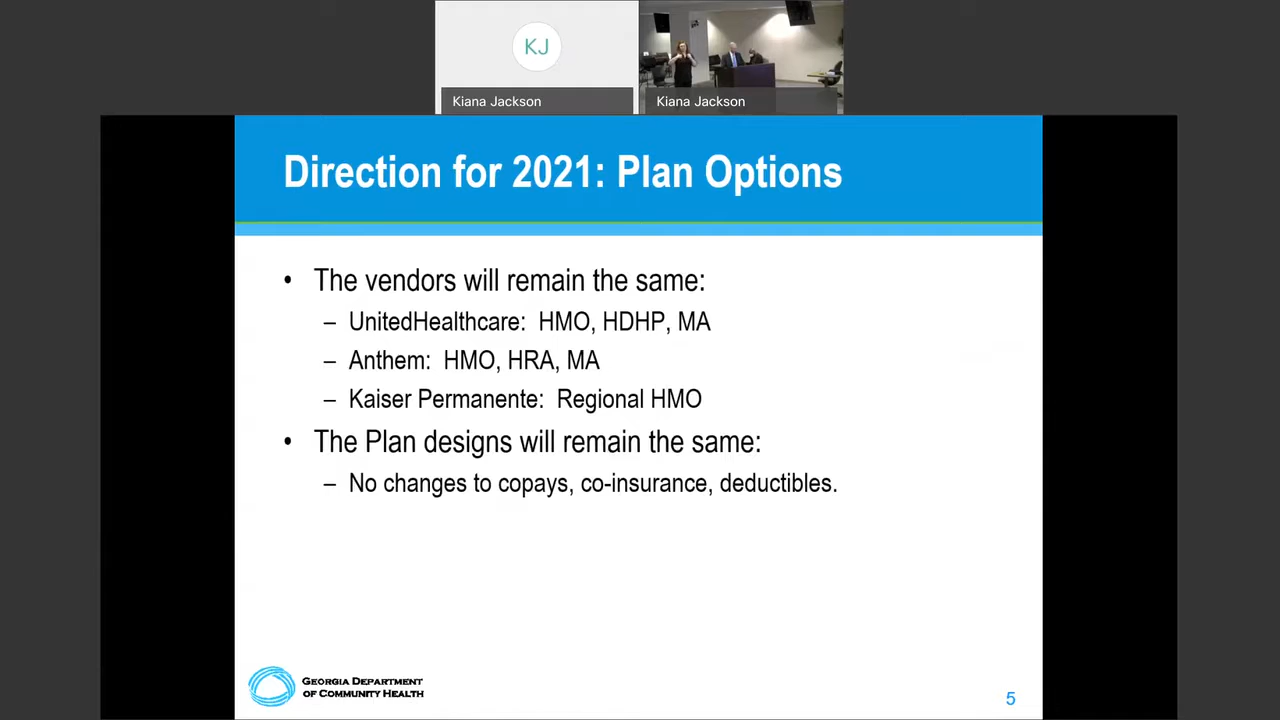 KJ
Kiana Jackson
Kiana Jackson
Direction for 2021: Plan Options
• The vendors will remain the same:
– UnitedHealthcare: HMO, HDHP, MA
– Anthem: HMO, HRA, MA
– Kaiser Permanente: Regional HMO
• The Plan designs will remain the same:
– No changes to copays, co-insurance, deductibles.
GEORGIA DEPARTMENT
OF COMMUNITY HEALTH
5